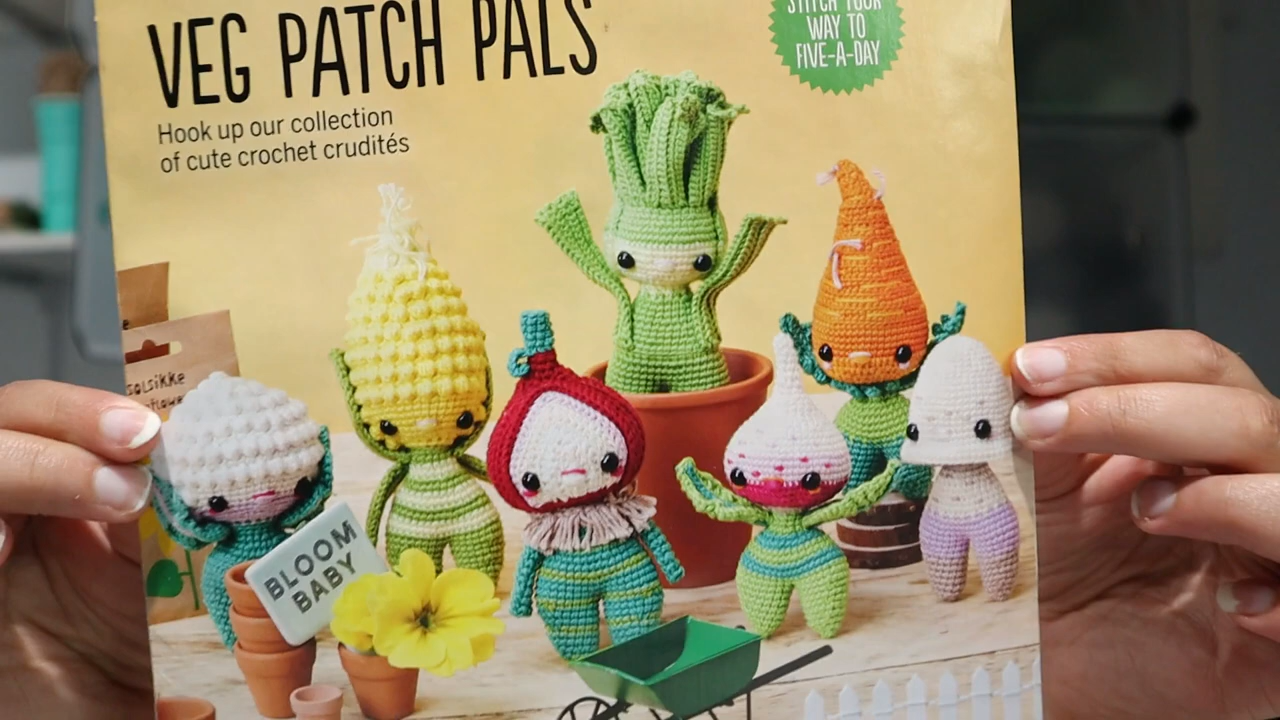 VEG PATCH PALS
Hook up our collection
of cute crochet crudités
STITCH YOUR
WAY TO
FIVE-A-DAY
solsikke
BLOOM
BABY